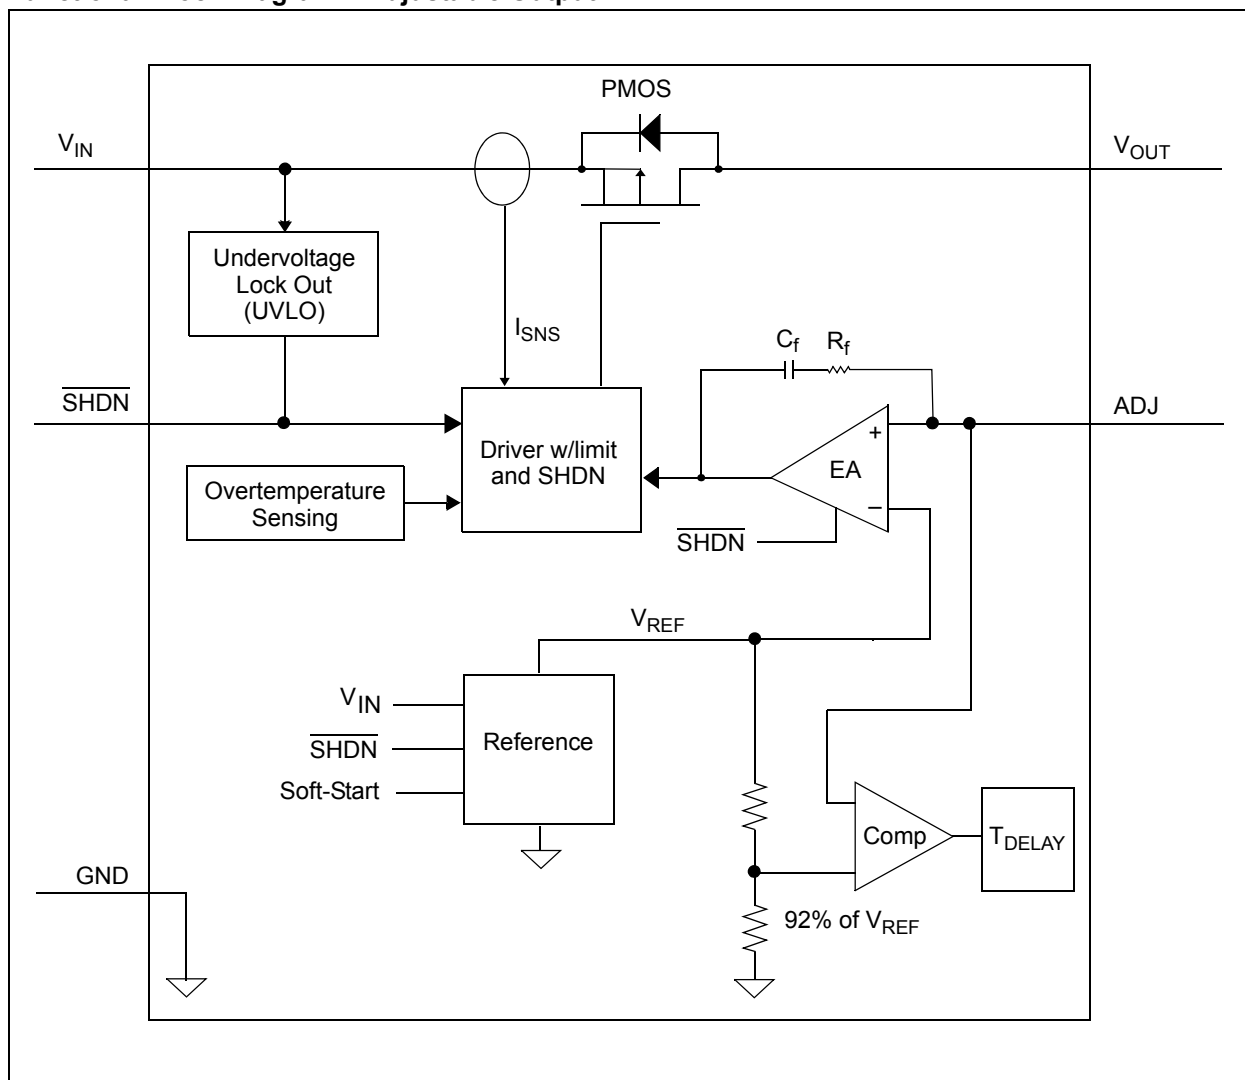 PMOS
V_IN
V_OUT
Undervoltage
Lock Out
(UVLO)
I_SNS
C_f
R_f
SHDN
ADJ
Driver w/limit
and SHDN
+
EA
−
Overtemperature
Sensing
SHDN
V_REF
V_IN
SHDN
Soft-Start
Reference
Comp
T_DELAY
GND
92% of V_REF